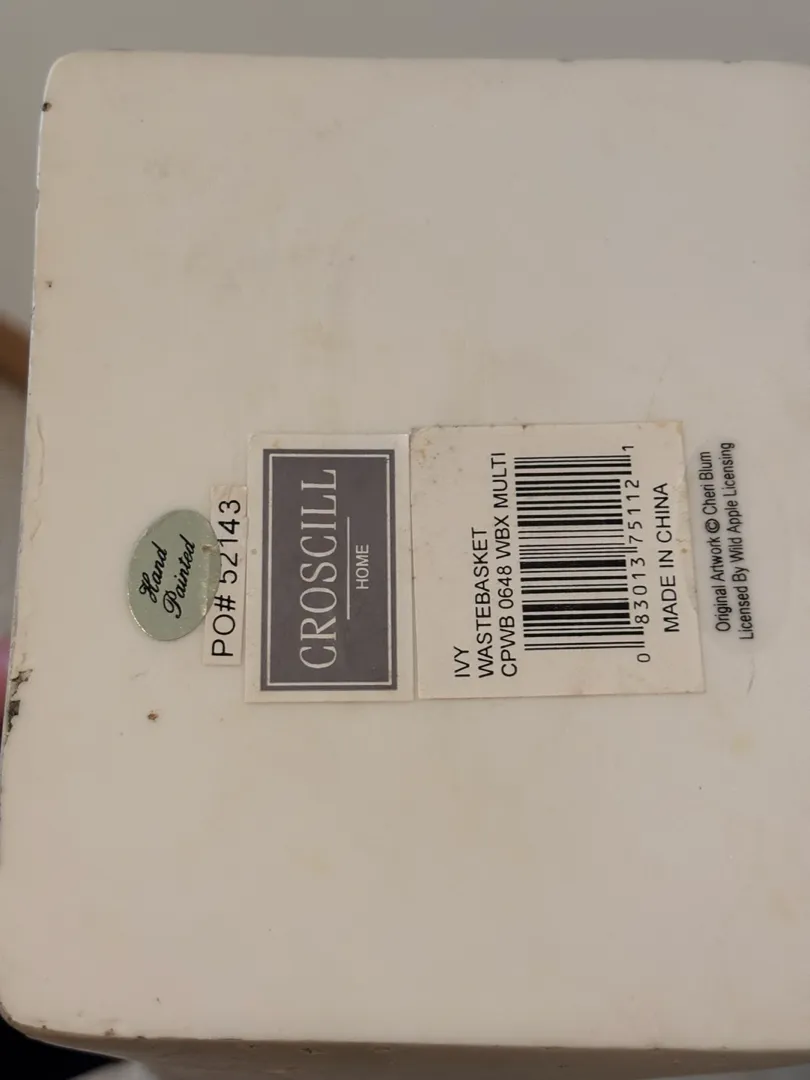 Hand
Painted
PO# 52143
CROSCILL
HOME
IVY
WASTEBASKET
CPWB 0648 WBX MULTI
0 83013 75112 1
MADE IN CHINA
Original Artwork © Cheri Blum
Licensed By Wild Apple Licensing